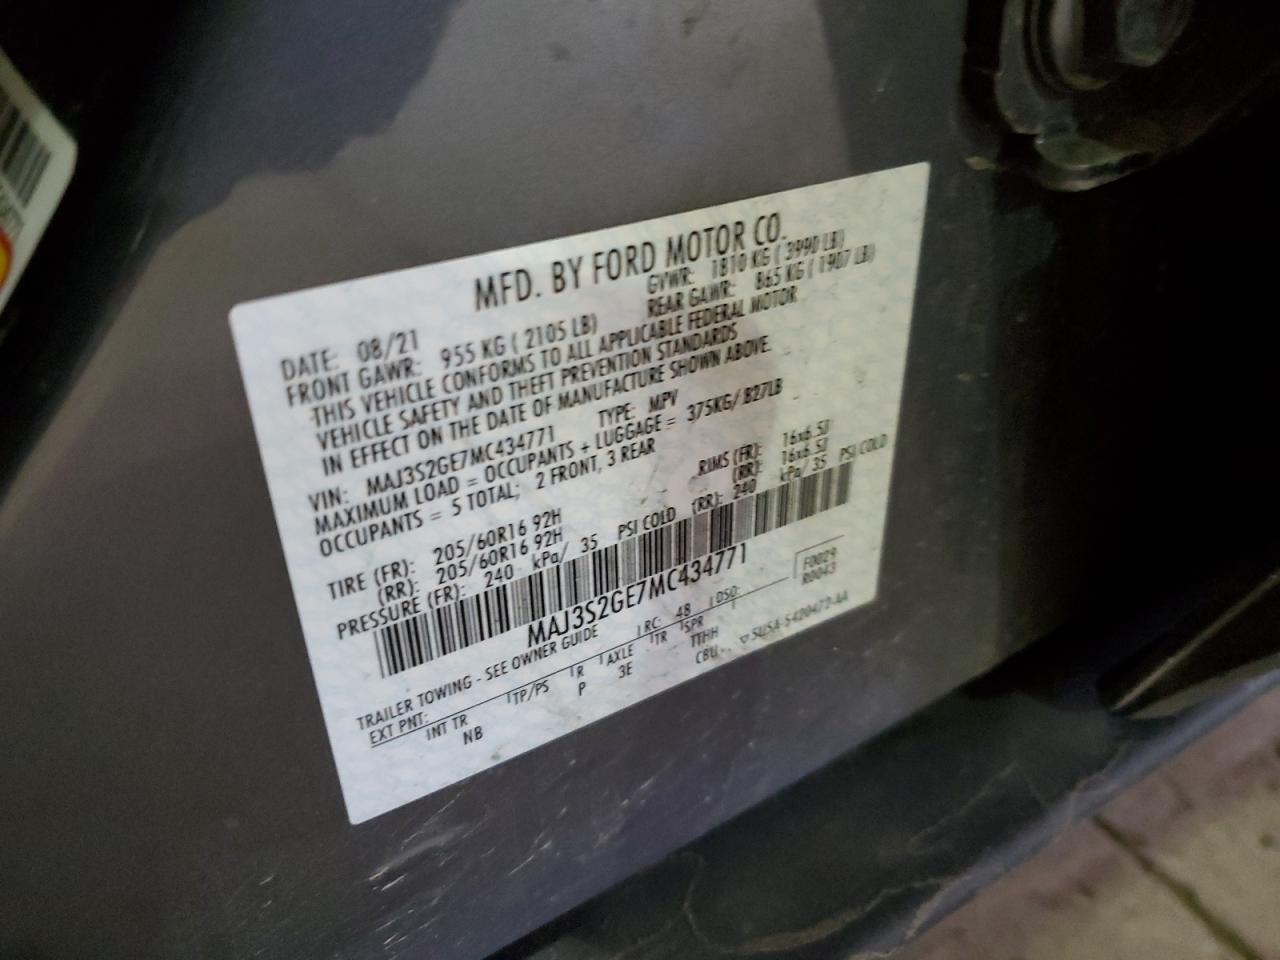 MFD. BY FORD MOTOR CO.
DATE: 08/21 GVWR: 1810 KG ( 3990 LB)
FRONT GAWR: 955 KG ( 2105 LB) REAR GAWR: 865 KG ( 1907 LB)
THIS VEHICLE CONFORMS TO ALL APPLICABLE FEDERAL MOTOR
VEHICLE SAFETY AND THEFT PREVENTION STANDARDS
IN EFFECT ON THE DATE OF MANUFACTURE SHOWN ABOVE.
VIN: MAJ3S2GE7MC434771 TYPE: MPV
MAXIMUM LOAD = OCCUPANTS + LUGGAGE = 375KG/ 827LB
OCCUPANTS = 5 TOTAL; 2 FRONT, 3 REAR
TIRE (FR): 205/60R16 92H RIMS (FR): 16x6.5J
(RR): 205/60R16 92H (RR): 16x6.5J
PRESSURE (FR): 240 kPa/ 35 PSI COLD (RR): 240 kPa/ 35 PSI COLD
MAJ3S2GE7MC434771
F0029
R0043
TRAILER TOWING - SEE OWNER GUIDE
EXT PNT: RC: 48 DSO:
INT TR TP/PS R AXLE TR SPR
NB P 3E TTHH
CBU SU5A-5420472-AA